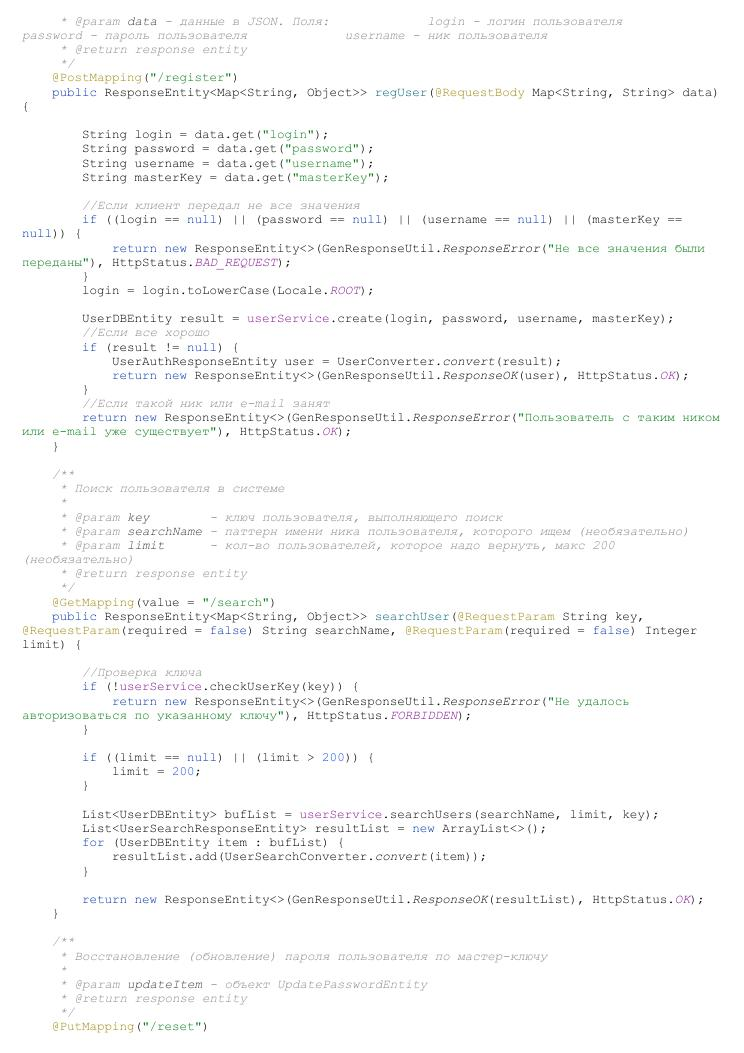 * @param data - данные в JSON. Поля: login - логин пользователя
password - пароль пользователя username - ник пользователя
* @return response entity
*/
@PostMapping("/register")
public ResponseEntity<Map<String, Object>> regUser(@RequestBody Map<String, String> data)
{
String login = data.get("login");
String password = data.get("password");
String username = data.get("username");
String masterKey = data.get("masterKey");
//Если клиент передал не все значения
if ((login == null) || (password == null) || (username == null) || (masterKey ==
null)) {
return new ResponseEntity<>(GenResponseUtil.ResponseError("Не все значения были
переданы"), HttpStatus.BAD_REQUEST);
}
login = login.toLowerCase(Locale.ROOT);
UserDBEntity result = userService.create(login, password, username, masterKey);
//Если все хорошо
if (result != null) {
UserAuthResponseEntity user = UserConverter.convert(result);
return new ResponseEntity<>(GenResponseUtil.ResponseOK(user), HttpStatus.OK);
}
//Если такой ник или e-mail занят
return new ResponseEntity<>(GenResponseUtil.ResponseError("Пользователь с таким ником
или e-mail уже существует"), HttpStatus.OK);
}
/**
* Поиск пользователя в системе
*
* @param key - ключ пользователя, выполняющего поиск
* @param searchName - паттерн имени ника пользователя, которого ищем (необязательно)
* @param limit - кол-во пользователей, которое надо вернуть, макс 200
(необязательно)
* @return response entity
*/
@GetMapping(value = "/search")
public ResponseEntity<Map<String, Object>> searchUser(@RequestParam String key,
@RequestParam(required = false) String searchName, @RequestParam(required = false) Integer
limit) {
//Проверка ключа
if (!userService.checkUserKey(key)) {
return new ResponseEntity<>(GenResponseUtil.ResponseError("Не удалось
авторизоваться по указанному ключу"), HttpStatus.FORBIDDEN);
}
if ((limit == null) || (limit > 200)) {
limit = 200;
}
List<UserDBEntity> bufList = userService.searchUsers(searchName, limit, key);
List<UserSearchResponseEntity> resultList = new ArrayList<>();
for (UserDBEntity item : bufList) {
resultList.add(UserSearchConverter.convert(item));
}
return new ResponseEntity<>(GenResponseUtil.ResponseOK(resultList), HttpStatus.OK);
}
/**
* Восстановление (обновление) пароля пользователя по мастер-ключу
*
* @param updateItem - объект UpdatePasswordEntity
* @return response entity
*/
@PutMapping("/reset")